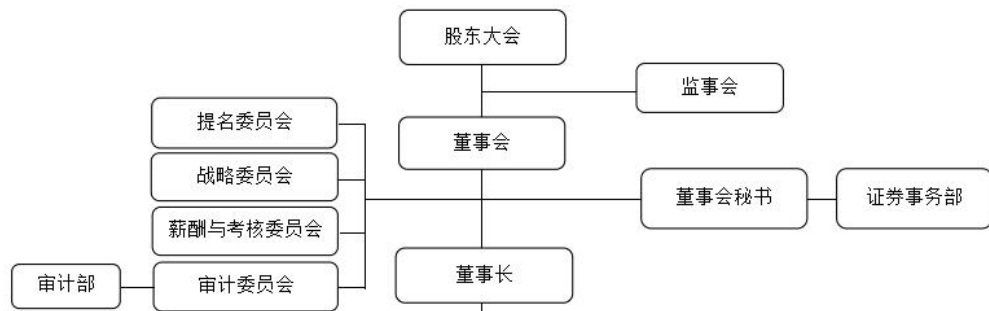 股东大会
监事会
提名委员会
董事会
战略委员会
董事会秘书
证券事务部
薪酬与考核委员会
董事长
审计部
审计委员会